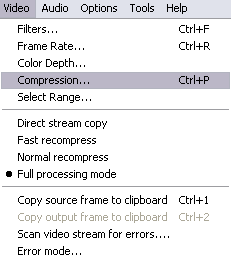 Video Audio Options Tools Help
Filters... Ctrl+F
Frame Rate... Ctrl+R
Color Depth...
Compression... Ctrl+P
Select Range...
Direct stream copy
Fast recompress
Normal recompress
Full processing mode
Copy source frame to clipboard Ctrl+1
Copy output frame to clipboard Ctrl+2
Scan video stream for errors....
Error mode...